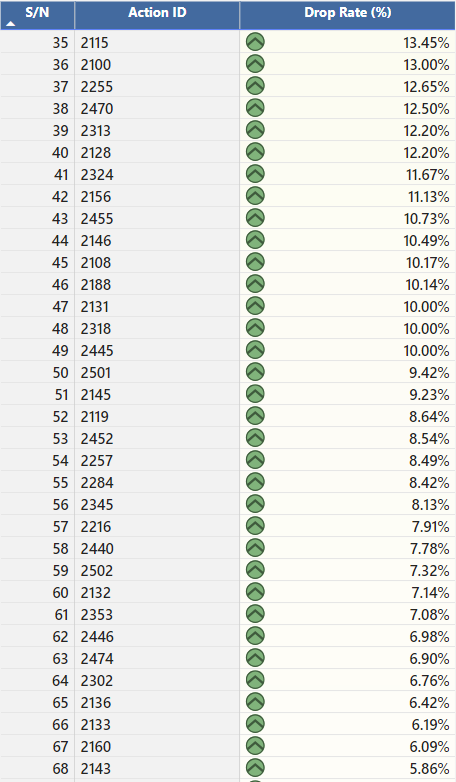 S/N Action ID Drop Rate (%)
35 2115 13.45%
36 2100 13.00%
37 2255 12.65%
38 2470 12.50%
39 2313 12.20%
40 2128 12.20%
41 2324 11.67%
42 2156 11.13%
43 2455 10.73%
44 2146 10.49%
45 2108 10.17%
46 2188 10.14%
47 2131 10.00%
48 2318 10.00%
49 2445 10.00%
50 2501 9.42%
51 2145 9.23%
52 2119 8.64%
53 2452 8.54%
54 2257 8.49%
55 2284 8.42%
56 2345 8.13%
57 2216 7.91%
58 2440 7.78%
59 2502 7.32%
60 2132 7.14%
61 2353 7.08%
62 2446 6.98%
63 2474 6.90%
64 2302 6.76%
65 2136 6.42%
66 2133 6.19%
67 2160 6.09%
68 2143 5.86%